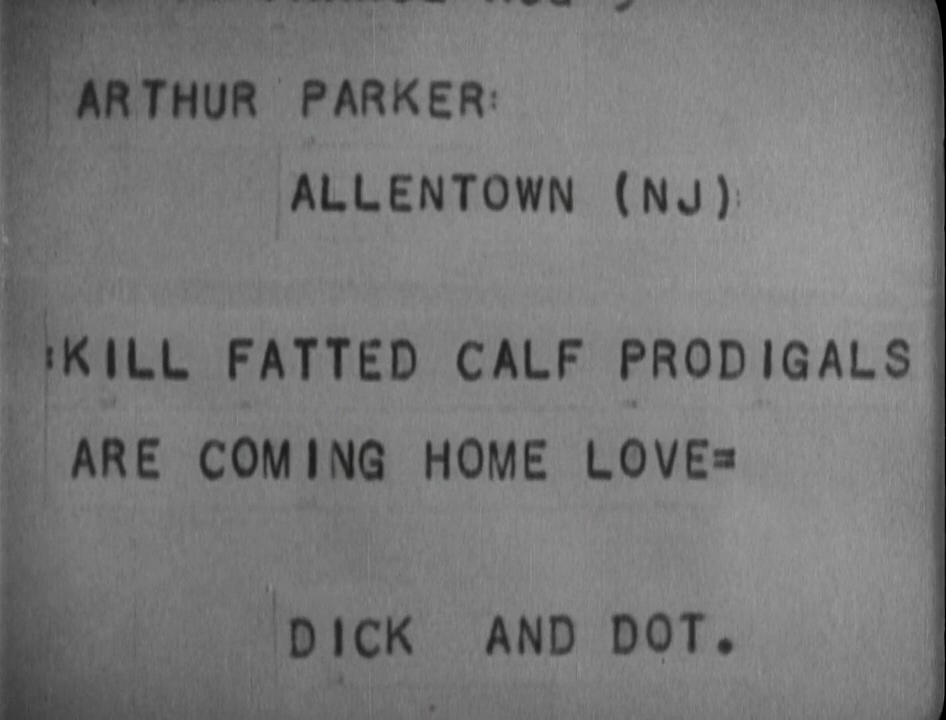 ARTHUR PARKER:
ALLENTOWN (NJ):
:KILL FATTED CALF PRODIGALS
ARE COMING HOME LOVE=
DICK AND DOT.